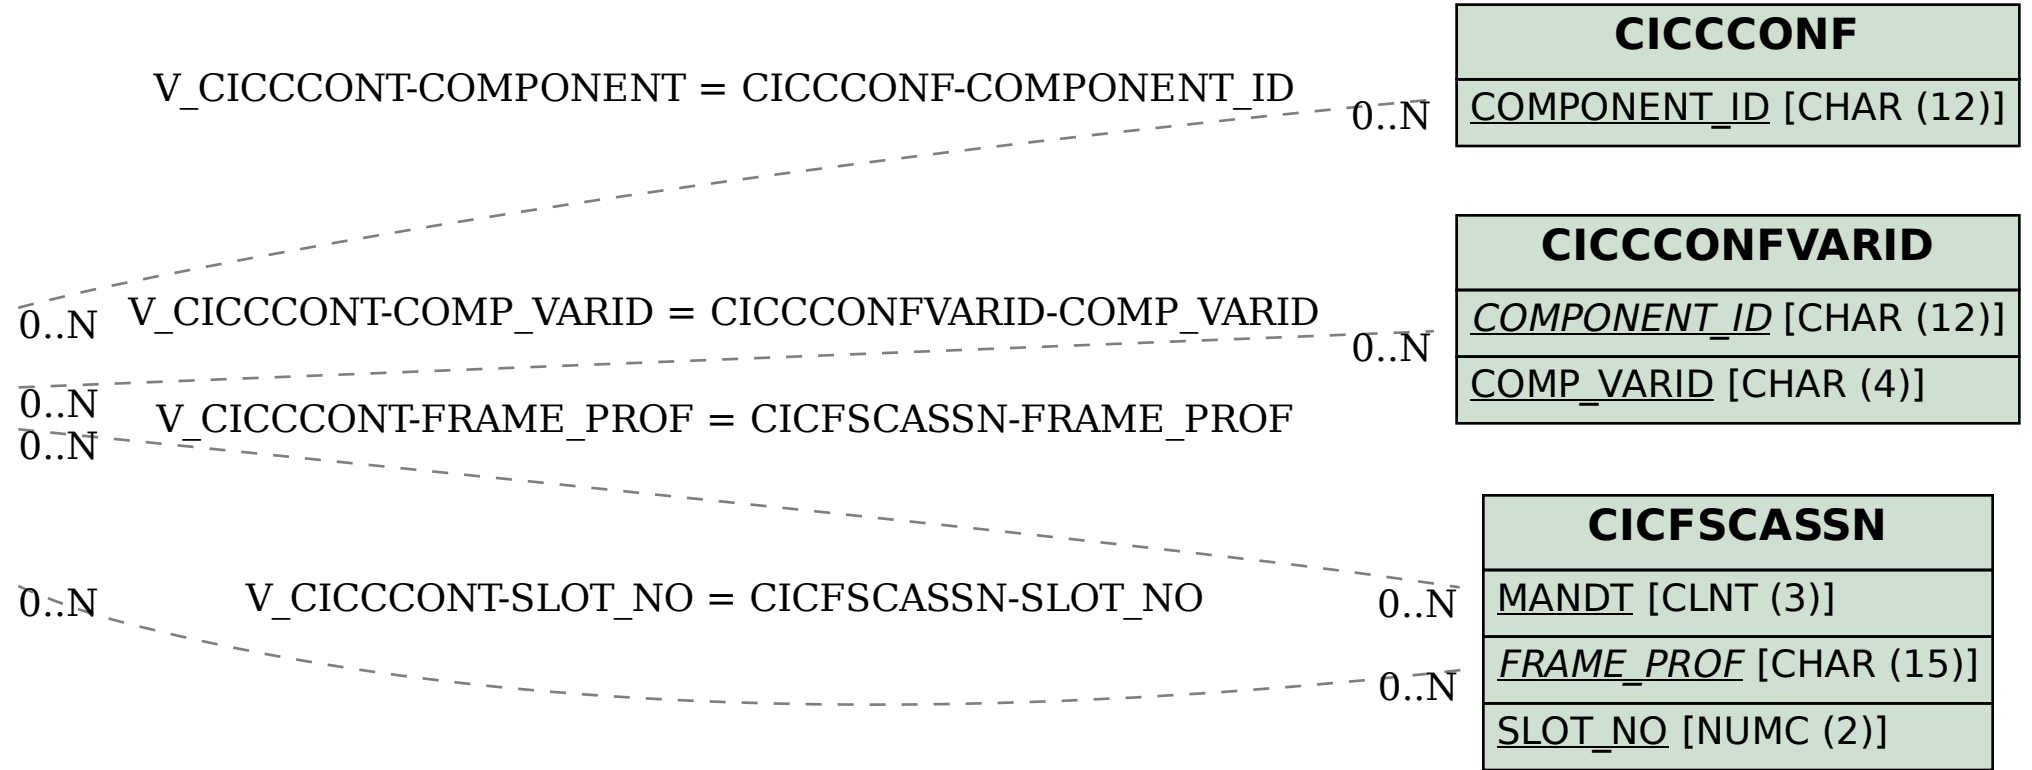 CICCCONF
V_CICCCONT-COMPONENT = CICCCONF-COMPONENT_ID
0..N
COMPONENT_ID [CHAR (12)]
CICCCONFVARID
0..N
V_CICCCONT-COMP_VARID = CICCCONFVARID-COMP_VARID
0..N
COMPONENT_ID [CHAR (12)]
COMP_VARID [CHAR (4)]
0..N
V_CICCCONT-FRAME_PROF = CICFSCASSN-FRAME_PROF
0..N
CICFSCASSN
0..N
V_CICCCONT-SLOT_NO = CICFSCASSN-SLOT_NO
0..N
MANDT [CLNT (3)]
FRAME_PROF [CHAR (15)]
0..N
SLOT_NO [NUMC (2)]